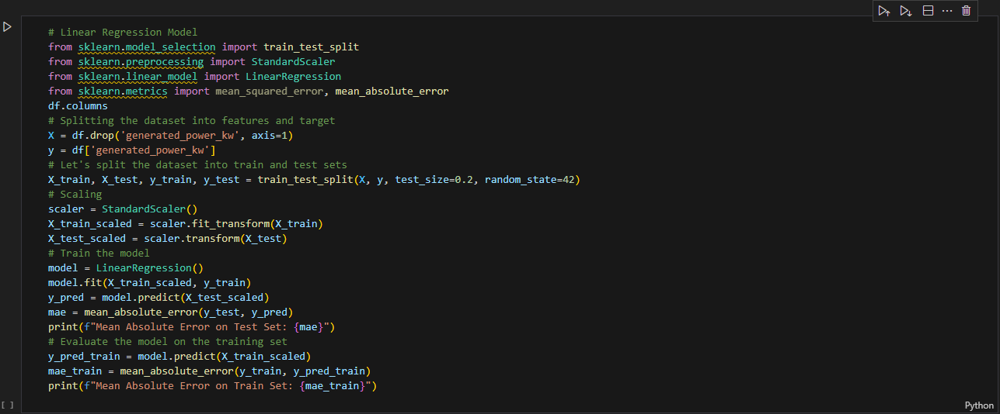 # Linear Regression Model
from sklearn.model_selection import train_test_split
from sklearn.preprocessing import StandardScaler
from sklearn.linear_model import LinearRegression
from sklearn.metrics import mean_squared_error, mean_absolute_error
df.columns
# Splitting the dataset into features and target
X = df.drop('generated_power_kw', axis=1)
y = df['generated_power_kw']
# Let's split the dataset into train and test sets
X_train, X_test, y_train, y_test = train_test_split(X, y, test_size=0.2, random_state=42)
# Scaling
scaler = StandardScaler()
X_train_scaled = scaler.fit_transform(X_train)
X_test_scaled = scaler.transform(X_test)
# Train the model
model = LinearRegression()
model.fit(X_train_scaled, y_train)
y_pred = model.predict(X_test_scaled)
mae = mean_absolute_error(y_test, y_pred)
print(f"Mean Absolute Error on Test Set: {mae}")
# Evaluate the model on the training set
y_pred_train = model.predict(X_train_scaled)
mae_train = mean_absolute_error(y_train, y_pred_train)
print(f"Mean Absolute Error on Train Set: {mae_train}")
[ ]
Python